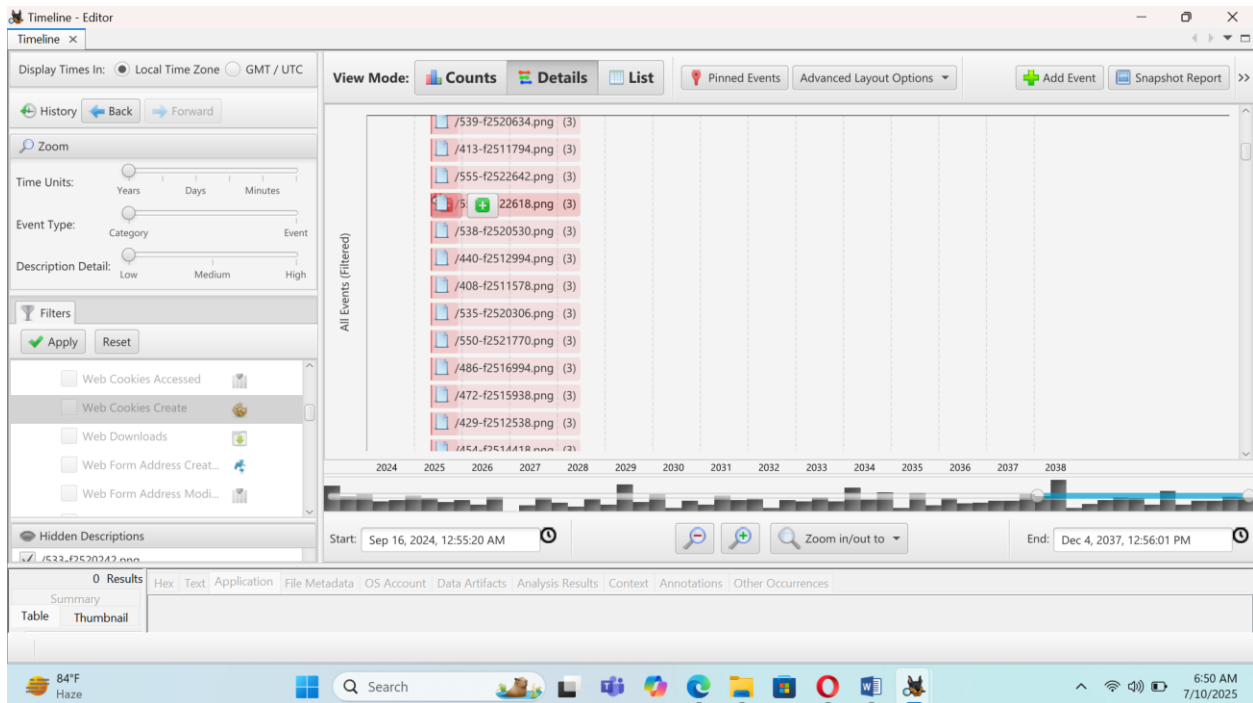 Timeline - Editor
Timeline ×
Display Times In: Local Time Zone GMT / UTC
History Back Forward
Zoom
Time Units:
Years Days Minutes
Event Type:
Category Event
Description Detail:
Low Medium High
Filters
Apply Reset
Web Cookies Accessed
Web Cookies Create
Web Downloads
Web Form Address Creat...
Web Form Address Modi...
Hidden Descriptions
/533-f2520242.png
View Mode: Counts Details List Pinned Events Advanced Layout Options Add Event Snapshot Report >>
All Events (Filtered)
/539-f2520634.png (3)
/413-f2511794.png (3)
/555-f2522642.png (3)
/5 22618.png (3)
/538-f2520530.png (3)
/440-f2512994.png (3)
/408-f2511578.png (3)
/535-f2520306.png (3)
/550-f2521770.png (3)
/486-f2516994.png (3)
/472-f2515938.png (3)
/429-f2512538.png (3)
/454-f2514418.png (3)
2024 2025 2026 2027 2028 2029 2030 2031 2032 2033 2034 2035 2036 2037 2038
Start: Sep 16, 2024, 12:55:20 AM Zoom in/out to End: Dec 4, 2037, 12:56:01 PM
0 Results
Summary
Table Thumbnail
Hex Text Application File Metadata OS Account Data Artifacts Analysis Results Context Annotations Other Occurrences
84°F
Haze
Search
6:50 AM
7/10/2025